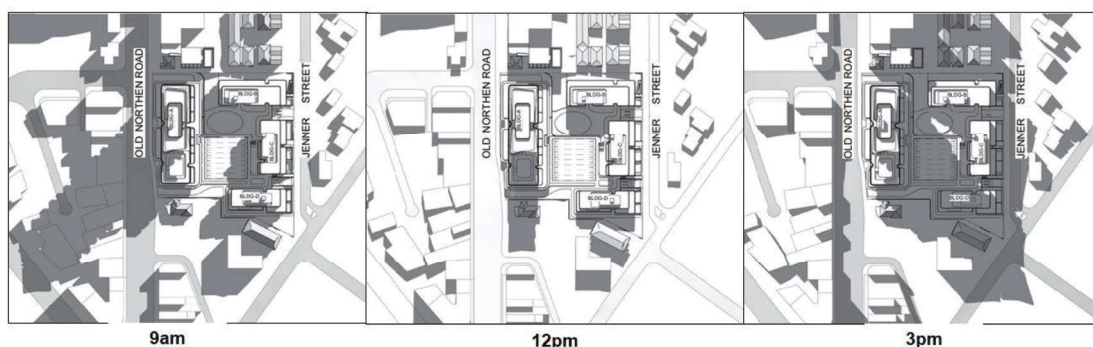 OLD NORTHEN ROAD
JENNER STREET
BLDG-B
BLDG-C
BLDG-D
OLD NORTHEN ROAD
JENNER STREET
BLDG-B
BLDG-C
BLDG-D
OLD NORTHEN ROAD
JENNER STREET
BLDG-B
BLDG-C
BLDG-D
9am
12pm
3pm